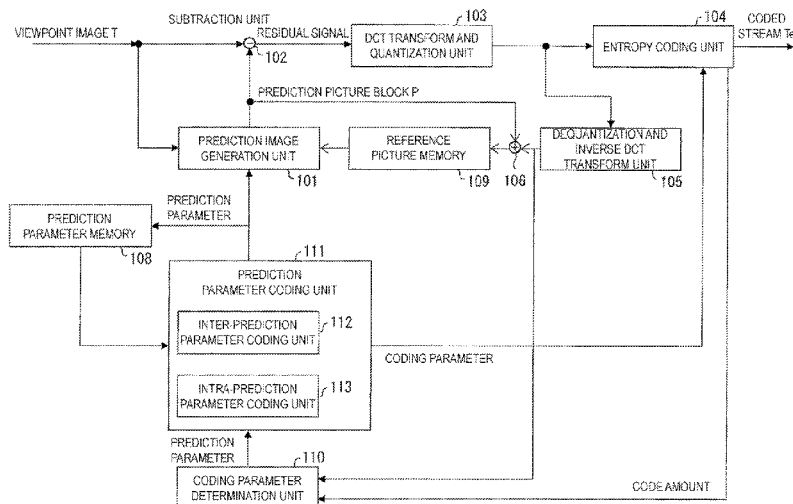 VIEWPOINT IMAGE T
SUBTRACTION UNIT
102
RESIDUAL SIGNAL
103
DCT TRANSFORM AND
QUANTIZATION UNIT
104
ENTROPY CODING UNIT
CODED
STREAM Te
PREDICTION PICTURE BLOCK P
PREDICTION IMAGE
GENERATION UNIT
101
REFERENCE
PICTURE MEMORY
109
106
DEQUANTIZATION AND
INVERSE DCT
TRANSFORM UNIT
105
PREDICTION
PARAMETER
PREDICTION
PARAMETER MEMORY
108
111
PREDICTION
PARAMETER CODING UNIT
INTER-PREDICTION
PARAMETER CODING UNIT
112
INTRA-PREDICTION
PARAMETER CODING UNIT
113
CODING PARAMETER
PREDICTION
PARAMETER
110
CODING PARAMETER
DETERMINATION UNIT
CODE AMOUNT